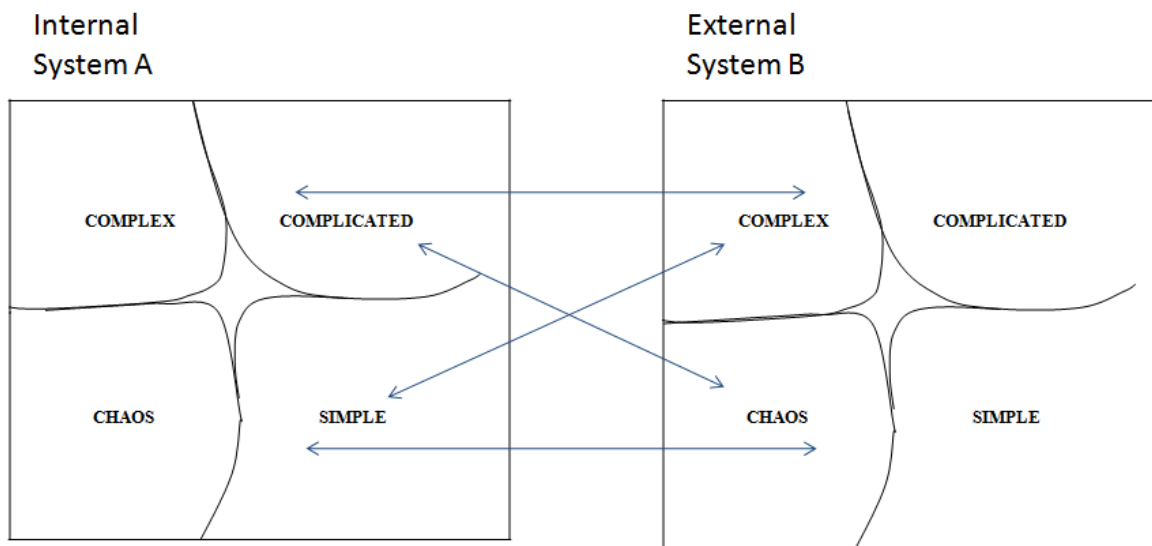 Internal
System A
External
System B
COMPLEX
COMPLICATED
COMPLEX
COMPLICATED
CHAOS
SIMPLE
CHAOS
SIMPLE